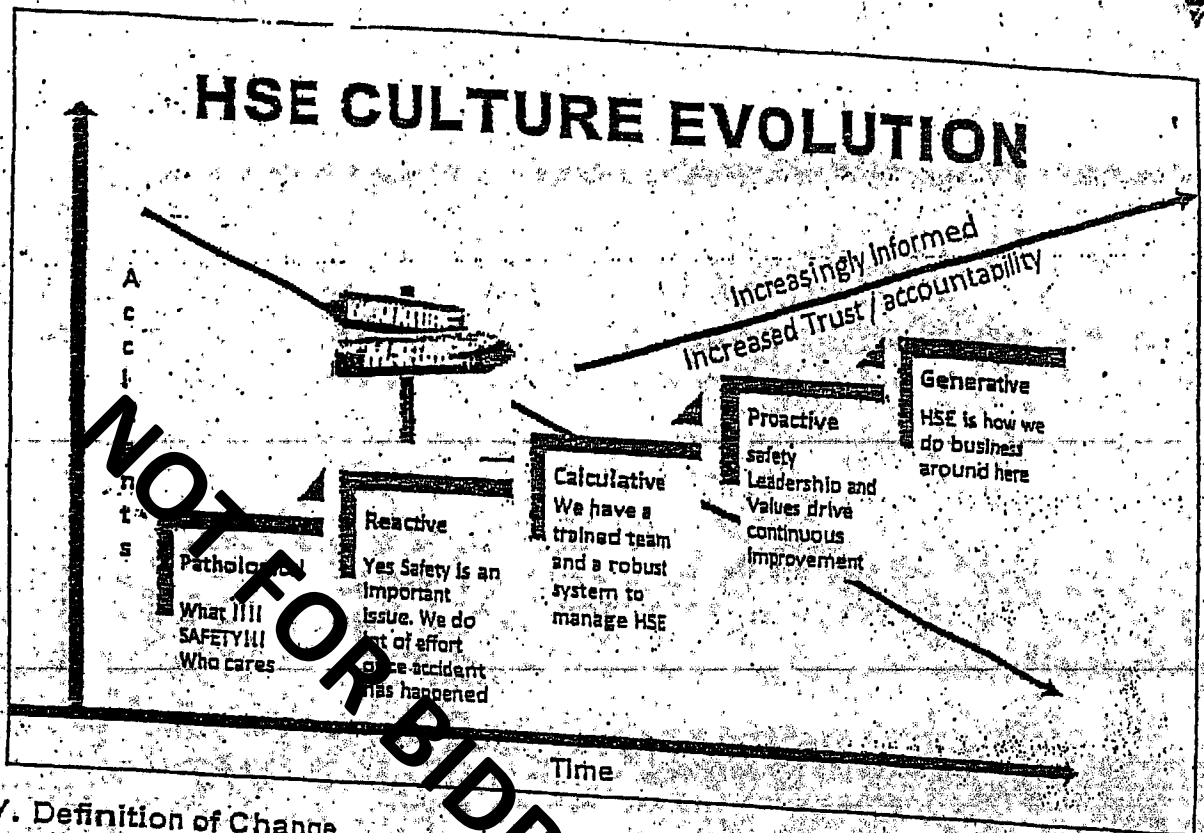 HSE CULTURE EVOLUTION
Accidents
Increasingly Informed
Increased Trust / accountability
Generative
HSE is how we
do business
around here
Proactive
safety
Leadership and
Values drive
continuous
improvement
Calculative
We have a
trained team
and a robust
system to
manage HSE
Reactive
Yes Safety is an
important
issue. We do
of effort
accident
has happened
What !!!!
SAFETY!!!
Who cares
Time
NOT FOR
Definition of Change